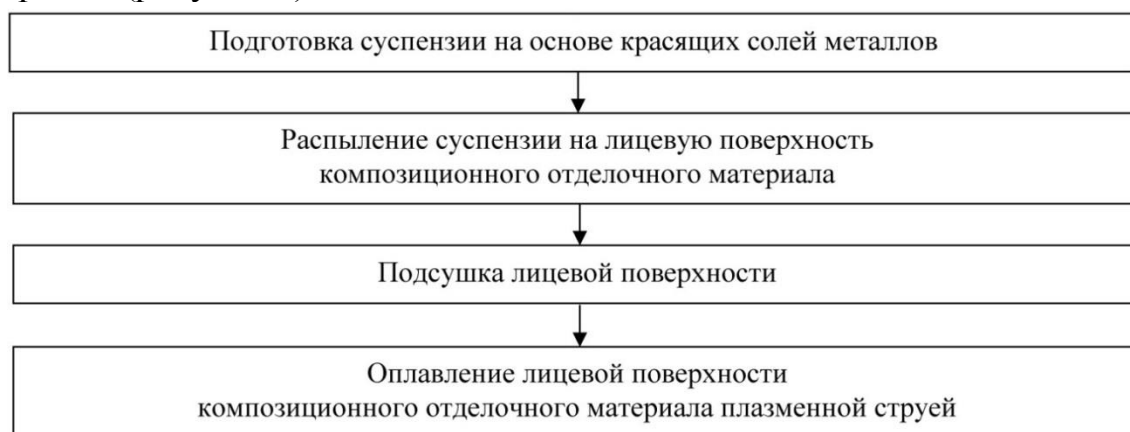 Подготовка суспензии на основе красящих солей металлов
Распыление суспензии на лицевую поверхность
композиционного отделочного материала
Подсушка лицевой поверхности
Оплавление лицевой поверхности
композиционного отделочного материала плазменной струей